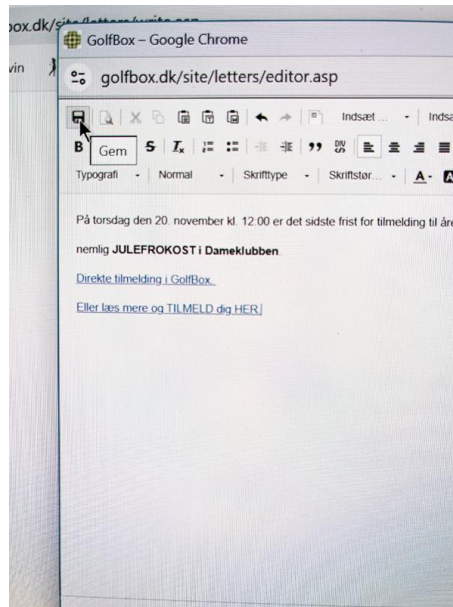 box.dk/site/letters/write.asp
GolfBox – Google Chrome
vin
golfbox.dk/site/letters/editor.asp
Indsæt ...
B S Ix
Gem
Typografi Normal Skrifttype Skriftstør... A A
På torsdag den 20. november kl. 12:00 er det sidste frist for tilmelding til
nemlig JULEFROKOST i Dameklubben.
Direkte tilmelding i GolfBox.
Eller læs mere og TILMELD dig HER